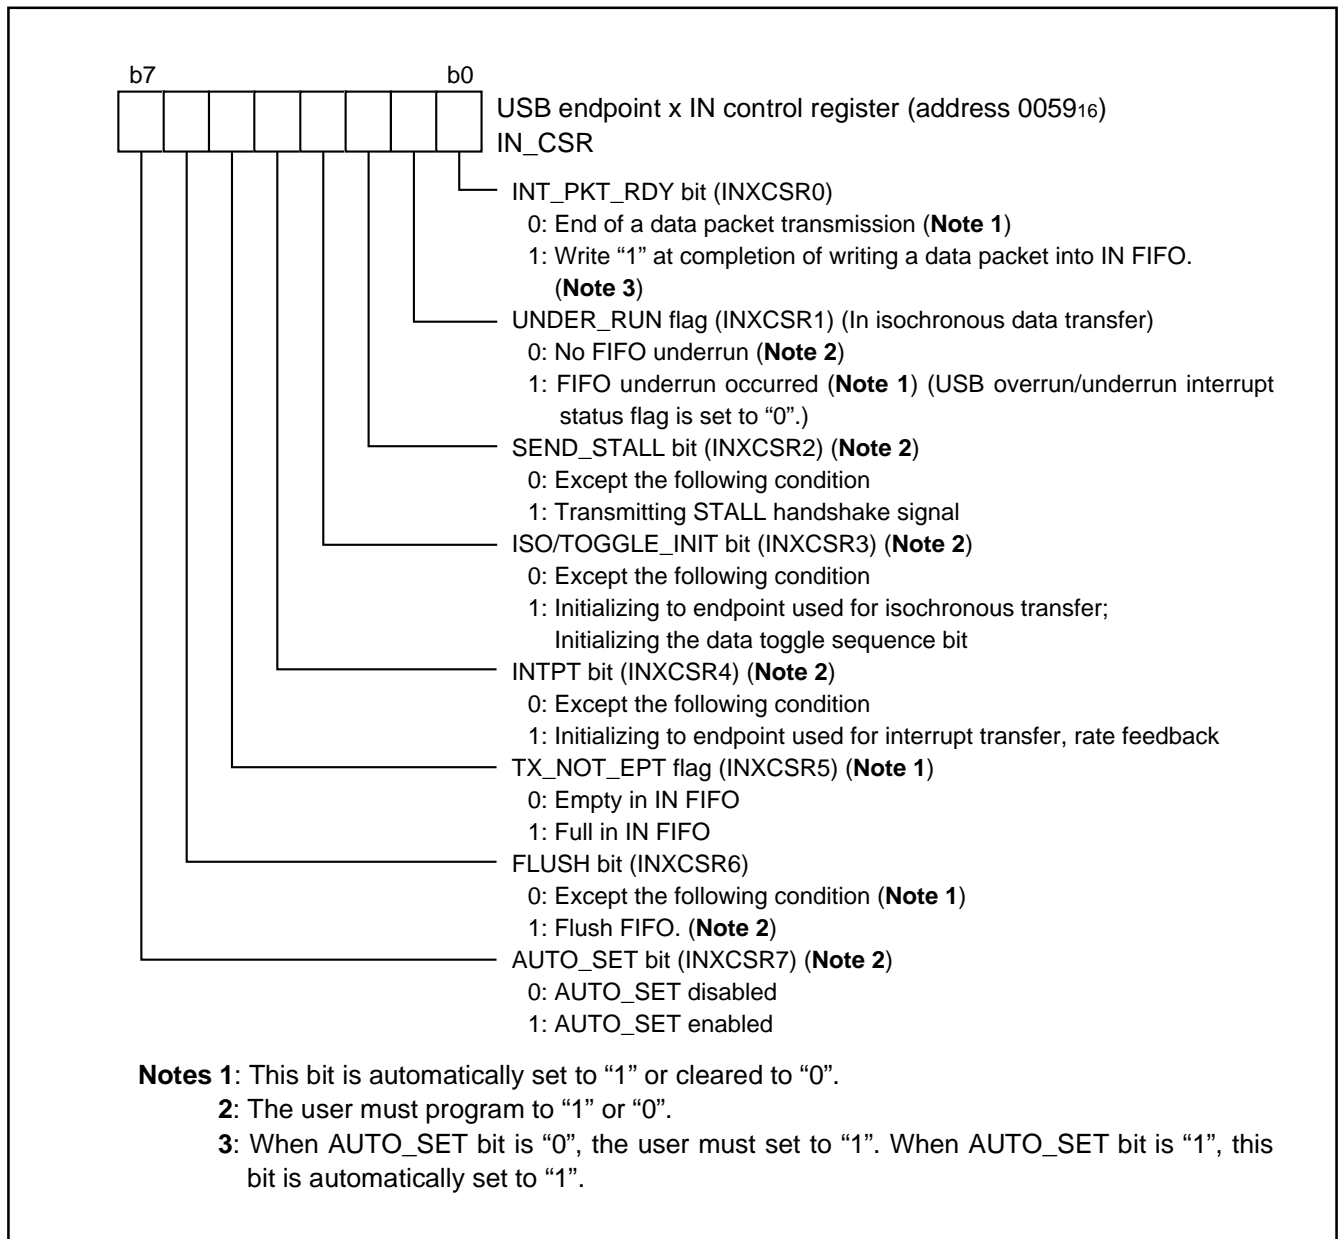 b7 b0
USB endpoint x IN control register (address 005916)
IN_CSR
INT_PKT_RDY bit (INXCSR0)
0: End of a data packet transmission (Note 1)
1: Write “1” at completion of writing a data packet into IN FIFO.
(Note 3)
UNDER_RUN flag (INXCSR1) (In isochronous data transfer)
0: No FIFO underrun (Note 2)
1: FIFO underrun occurred (Note 1) (USB overrun/underrun interrupt
status flag is set to “0”.)
SEND_STALL bit (INXCSR2) (Note 2)
0: Except the following condition
1: Transmitting STALL handshake signal
ISO/TOGGLE_INIT bit (INXCSR3) (Note 2)
0: Except the following condition
1: Initializing to endpoint used for isochronous transfer;
Initializing the data toggle sequence bit
INTPT bit (INXCSR4) (Note 2)
0: Except the following condition
1: Initializing to endpoint used for interrupt transfer, rate feedback
TX_NOT_EPT flag (INXCSR5) (Note 1)
0: Empty in IN FIFO
1: Full in IN FIFO
FLUSH bit (INXCSR6)
0: Except the following condition (Note 1)
1: Flush FIFO. (Note 2)
AUTO_SET bit (INXCSR7) (Note 2)
0: AUTO_SET disabled
1: AUTO_SET enabled
Notes 1: This bit is automatically set to “1” or cleared to “0”.
2: The user must program to “1” or “0”.
3: When AUTO_SET bit is “0”, the user must set to “1”. When AUTO_SET bit is “1”, this
bit is automatically set to “1”.